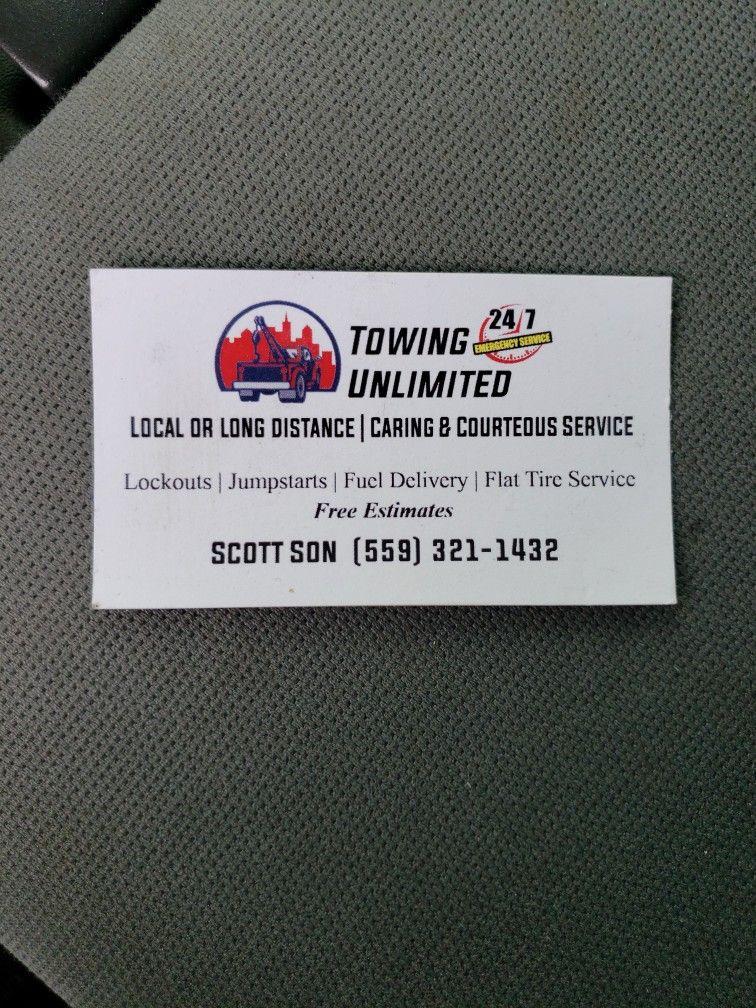 TOWING
UNLIMITED
24/7
EMERGENCY SERVICE
LOCAL OR LONG DISTANCE | CARING & COURTEOUS SERVICE
Lockouts | Jumpstarts | Fuel Delivery | Flat Tire Service
Free Estimates
SCOTT SON (559) 321-1432